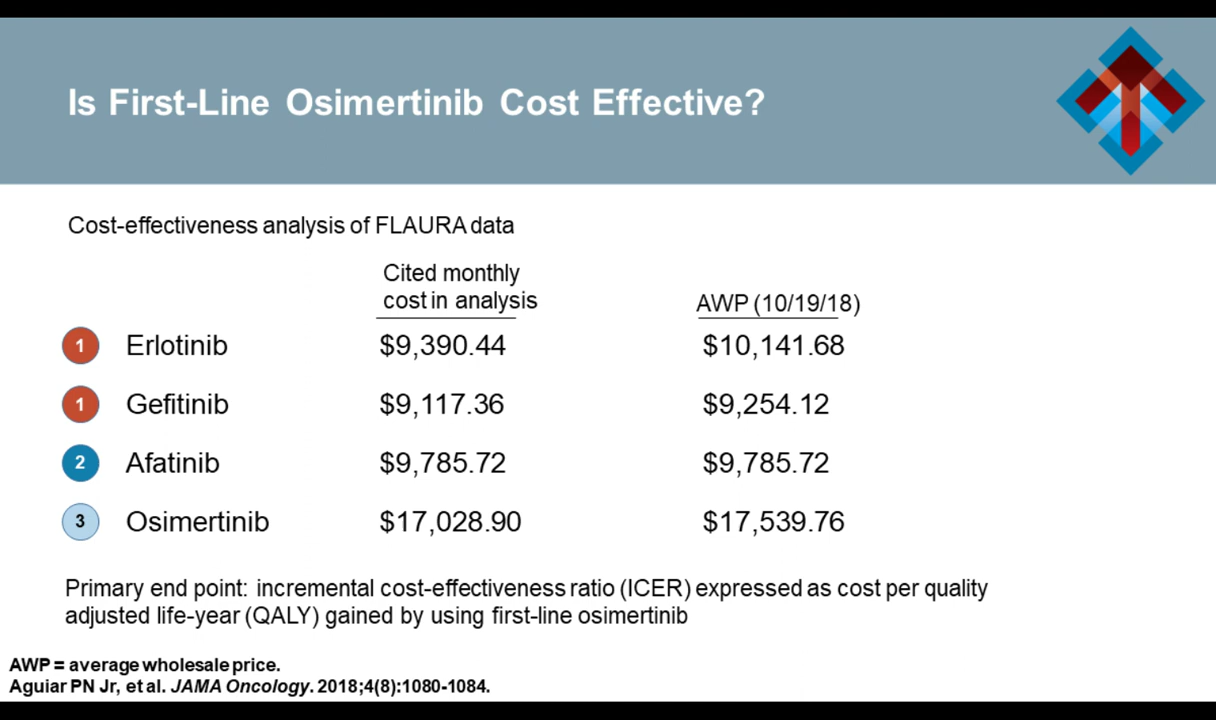 Is First-Line Osimertinib Cost Effective?
Cost-effectiveness analysis of FLAURA data
Cited monthly
cost in analysis
AWP (10/19/18)
1 Erlotinib $9,390.44 $10,141.68
1 Gefitinib $9,117.36 $9,254.12
2 Afatinib $9,785.72 $9,785.72
3 Osimertinib $17,028.90 $17,539.76
Primary end point: incremental cost-effectiveness ratio (ICER) expressed as cost per quality
adjusted life-year (QALY) gained by using first-line osimertinib
AWP = average wholesale price.
Aguiar PN Jr, et al. JAMA Oncology. 2018;4(8):1080-1084.